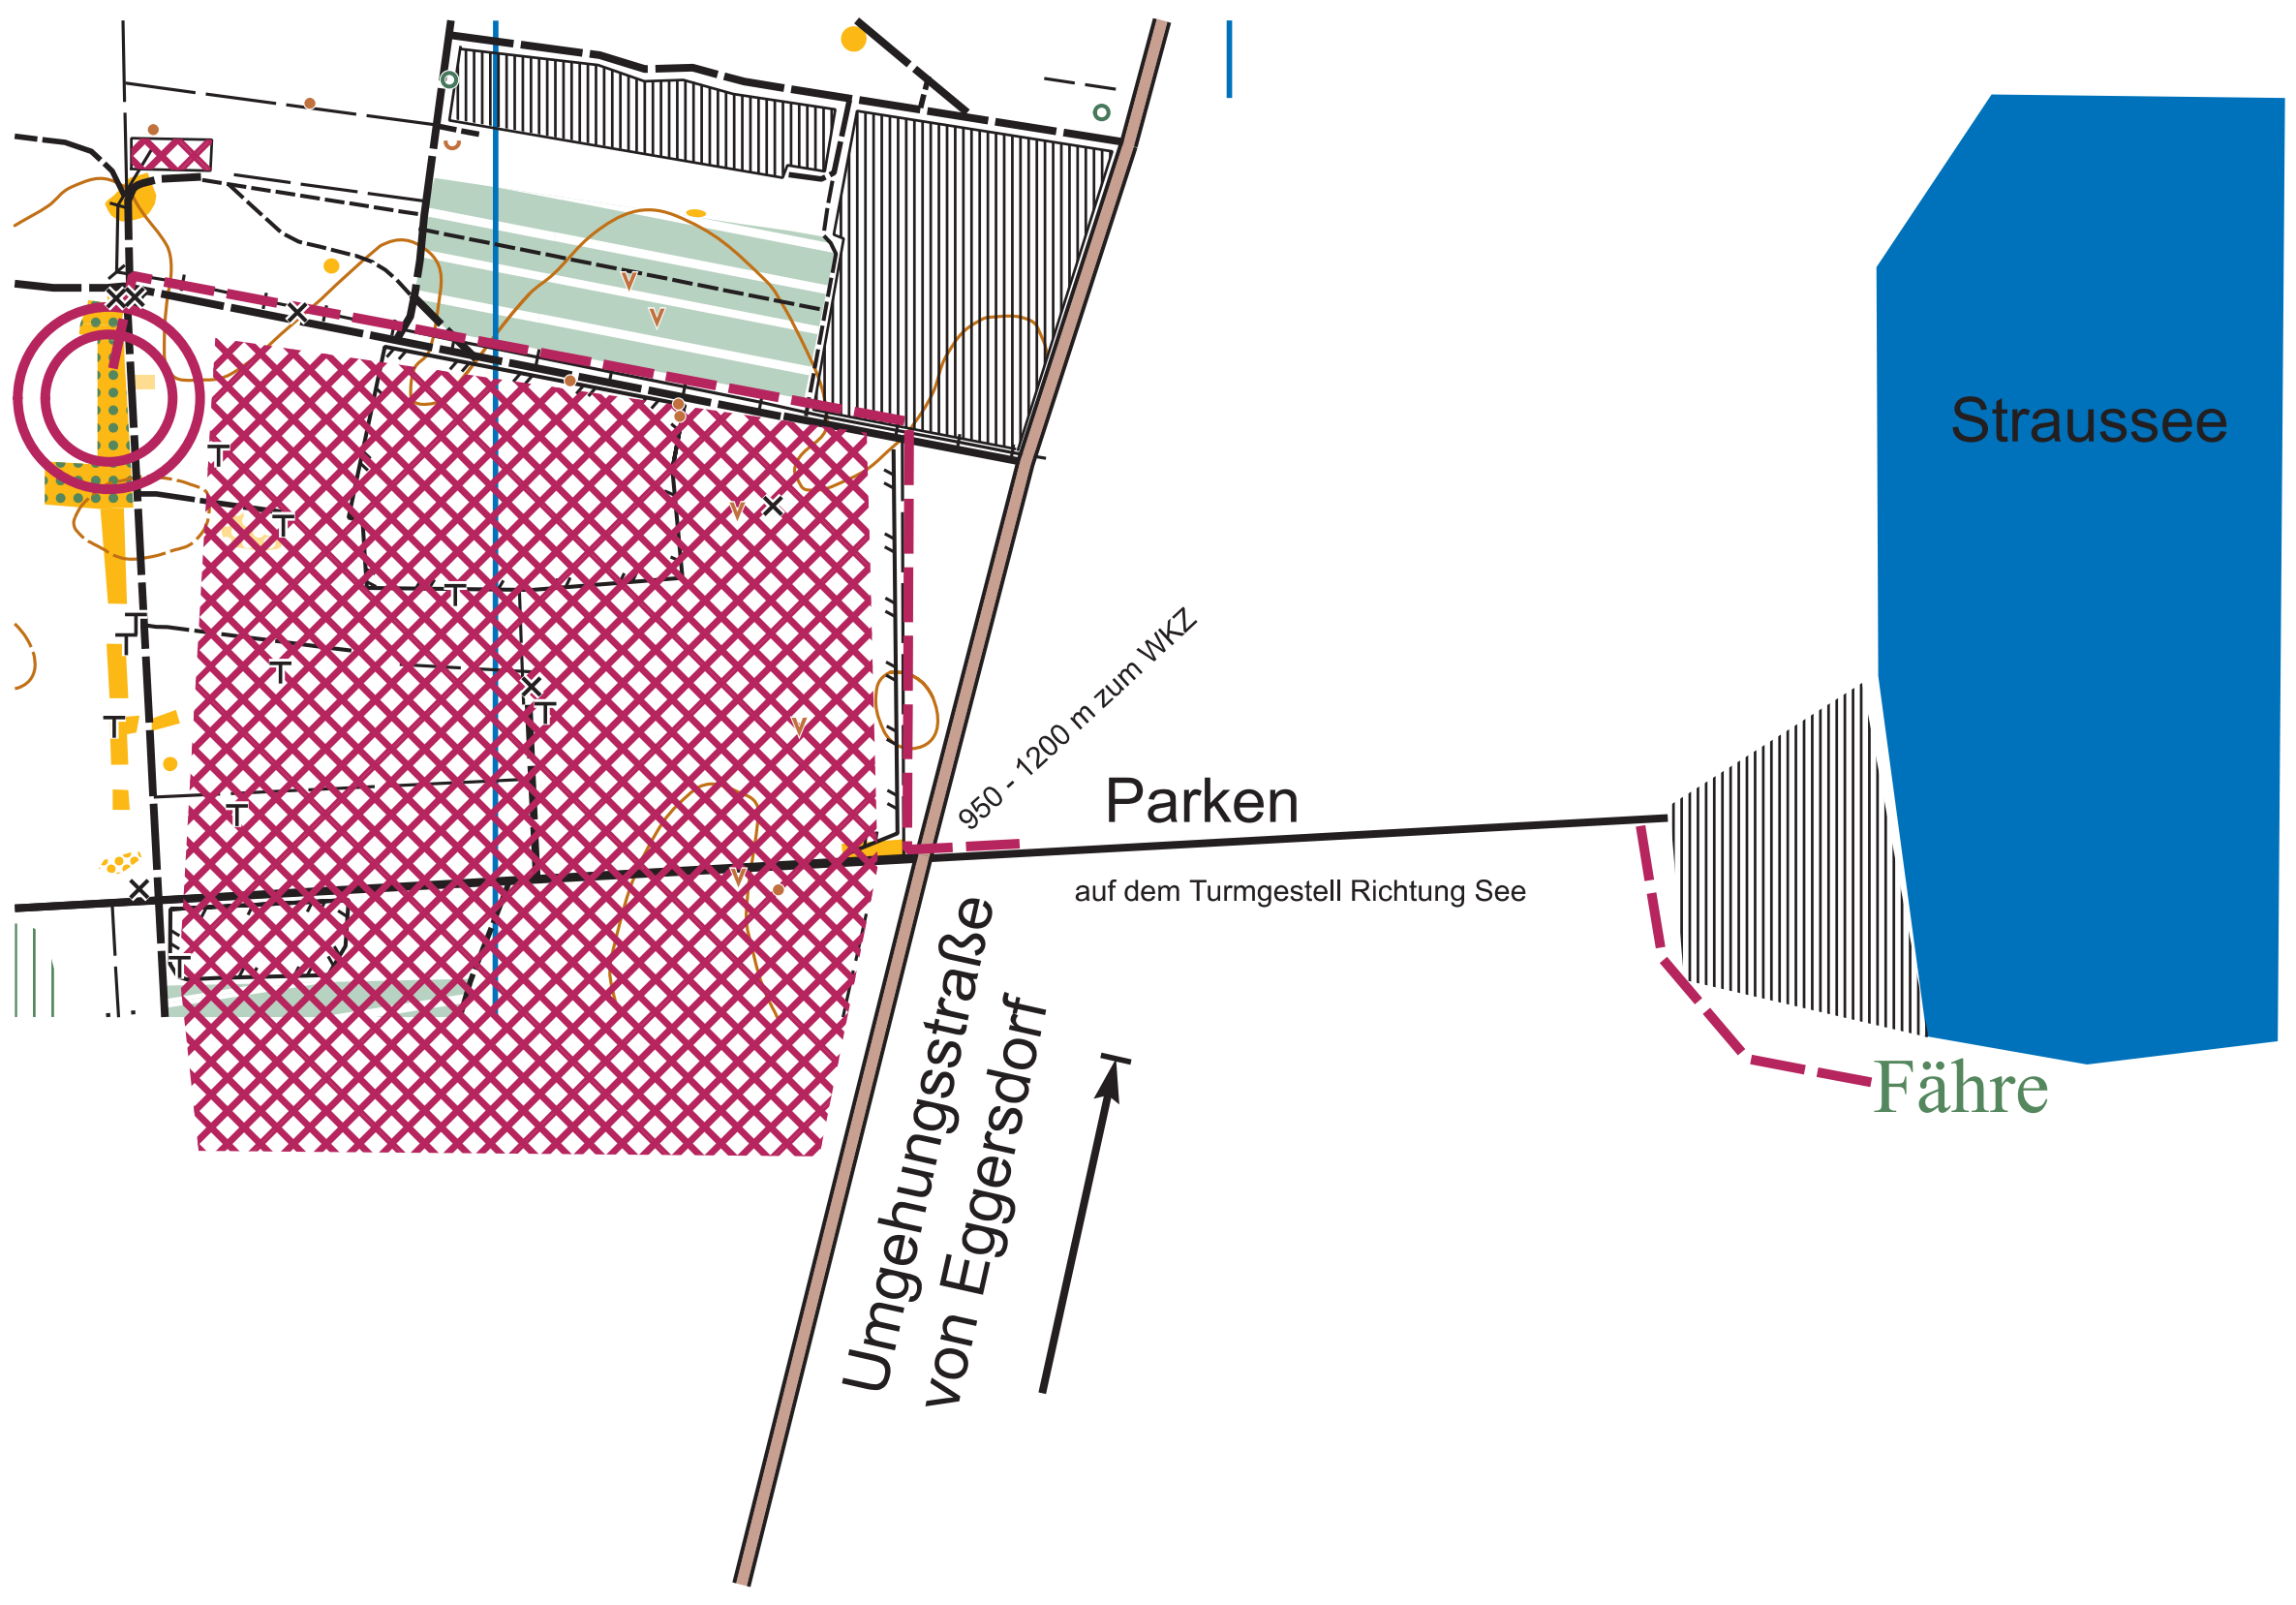 Straussee
950 - 1200 m zum WKZ
Parken
auf dem Turmgestell Richtung See
Umgehungsstraße
von Eggersdorf
Fähre